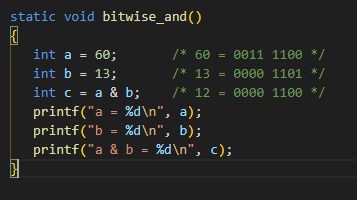 static void bitwise_and()
{
   int a = 60;       /* 60 = 0011 1100 */
   int b = 13;       /* 13 = 0000 1101 */
   int c = a & b;    /* 12 = 0000 1100 */
   printf("a = %d\n", a);
   printf("b = %d\n", b);
   printf("a & b = %d\n", c);
}